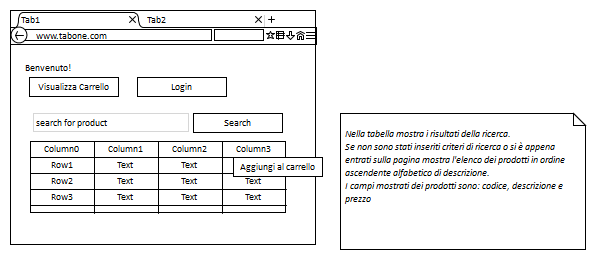 Tab1 Tab2 +
www.tabone.com
Benvenuto!
Visualizza Carrello Login
search for product Search
Column0 Column1 Column2 Column3
Row1 Text Text Aggiungi al carrello
Row2 Text Text Text
Row3 Text Text Text
Nella tabella mostra i risultati della ricerca.
Se non sono stati inseriti criteri di ricerca o si è appena
entrati sulla pagina mostra l'elenco dei prodotti in ordine
ascendente alfabetico di descrizione.
I campi mostrati dei prodotti sono: codice, descrizione e
prezzo